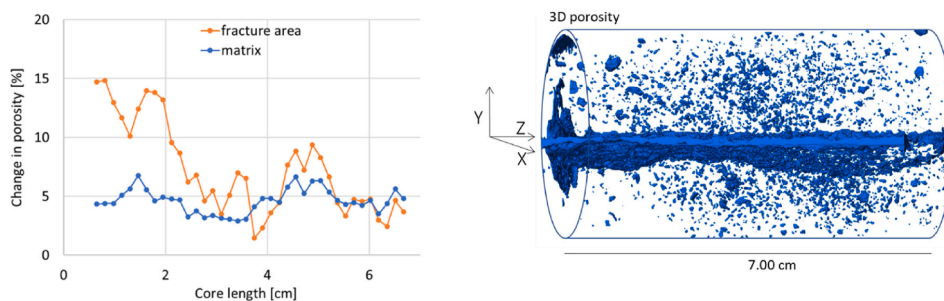 20
15
10
5
0
Change in porosity [%]
fracture area
matrix
0
2
4
6
Core length [cm]
3D porosity
Y
Z
X
7.00 cm